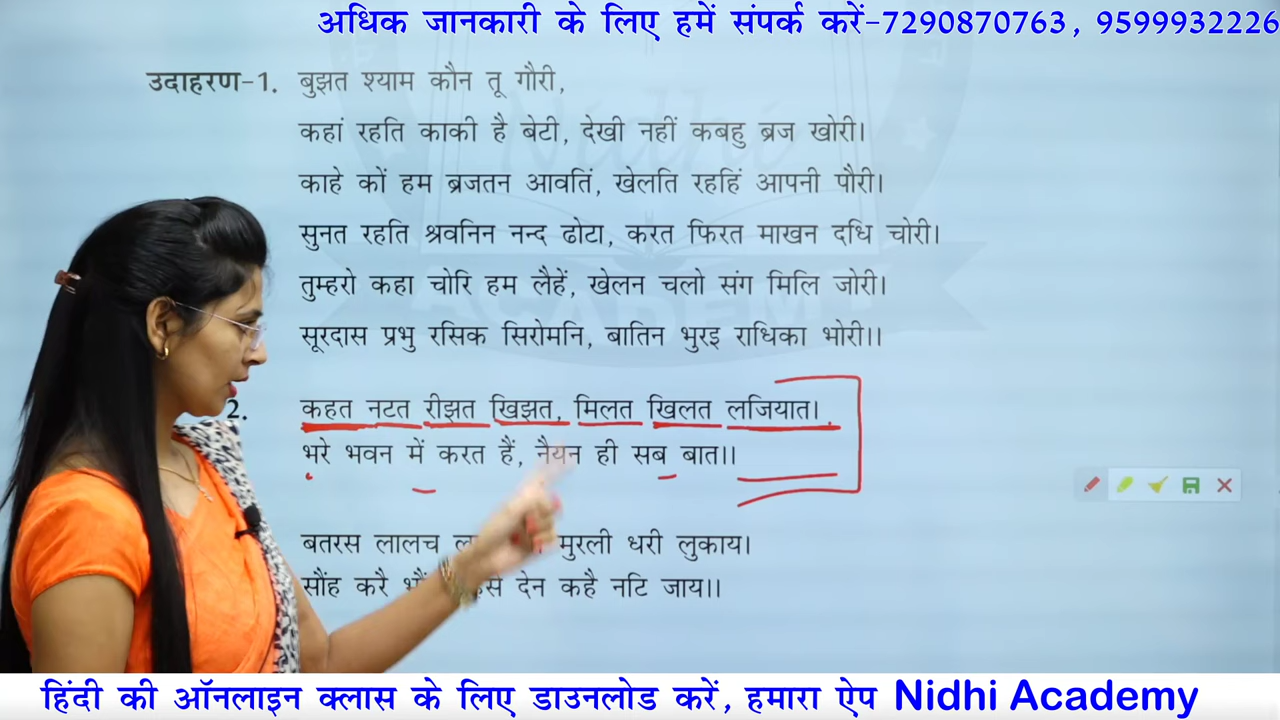 अधिक जानकारी के लिए हमें संपर्क करें-7290870763, 9599932226
उदाहरण-1. बुझत श्याम कौन तू गौरी,
कहां रहति काकी है बेटी, देखी नहीं कबहु ब्रज खोरी।
काहे कों हम ब्रजतन आवतिं, खेलति रहहिं आपनी पौरी।
सुनत रहति श्रवनिन नन्द ढोटा, करत फिरत माखन दधि चोरी।
तुम्हरो कहा चोरि हम लैहें, खेलन चलो संग मिलि जोरी।
सूरदास प्रभु रसिक सिरोमनि, बातिन भुरइ राधिका भोरी।।
2. कहत नटत रीझत खिझत, मिलत खिलत लजियात।
भरे भवन में करत हैं, नैयन ही सब बात।।
बतरस लालच मुरली धरी लुकाय।
सौंह करै देन कहै नटि जाय।।
हिंदी की ऑनलाइन क्लास के लिए डाउनलोड करें, हमारा ऐप Nidhi Academy